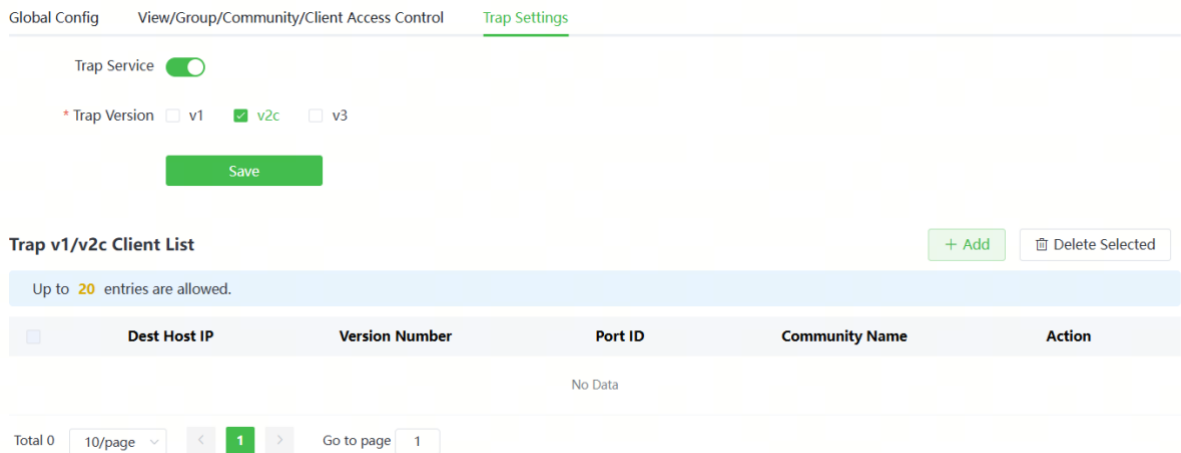 Global Config View/Group/Community/Client Access Control Trap Settings
Trap Service
* Trap Version v1 v2c v3
Save
Trap v1/v2c Client List + Add Delete Selected
Up to 20 entries are allowed.
Dest Host IP Version Number Port ID Community Name Action
No Data
Total 0 10/page < 1 > Go to page 1